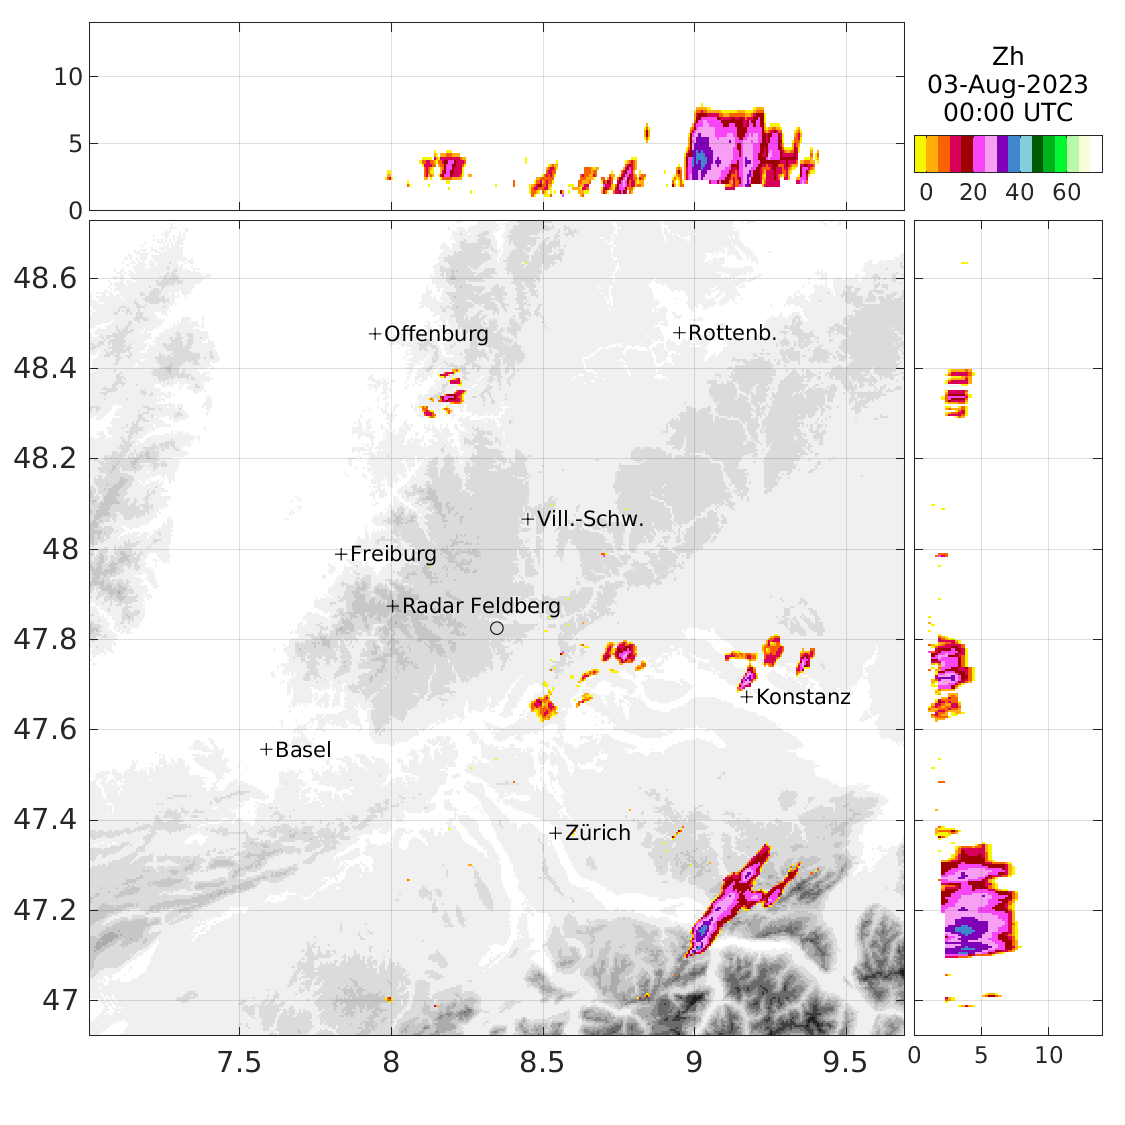 10
5
0
Zh
03-Aug-2023
00:00 UTC
0 20 40 60
48.6
48.4
48.2
48
47.8
47.6
47.4
47.2
47
Offenburg
Rottenb.
Vill.-Schw.
Freiburg
Radar Feldberg
Konstanz
Basel
Zürich
7.5 8 8.5 9 9.5
0 5 10